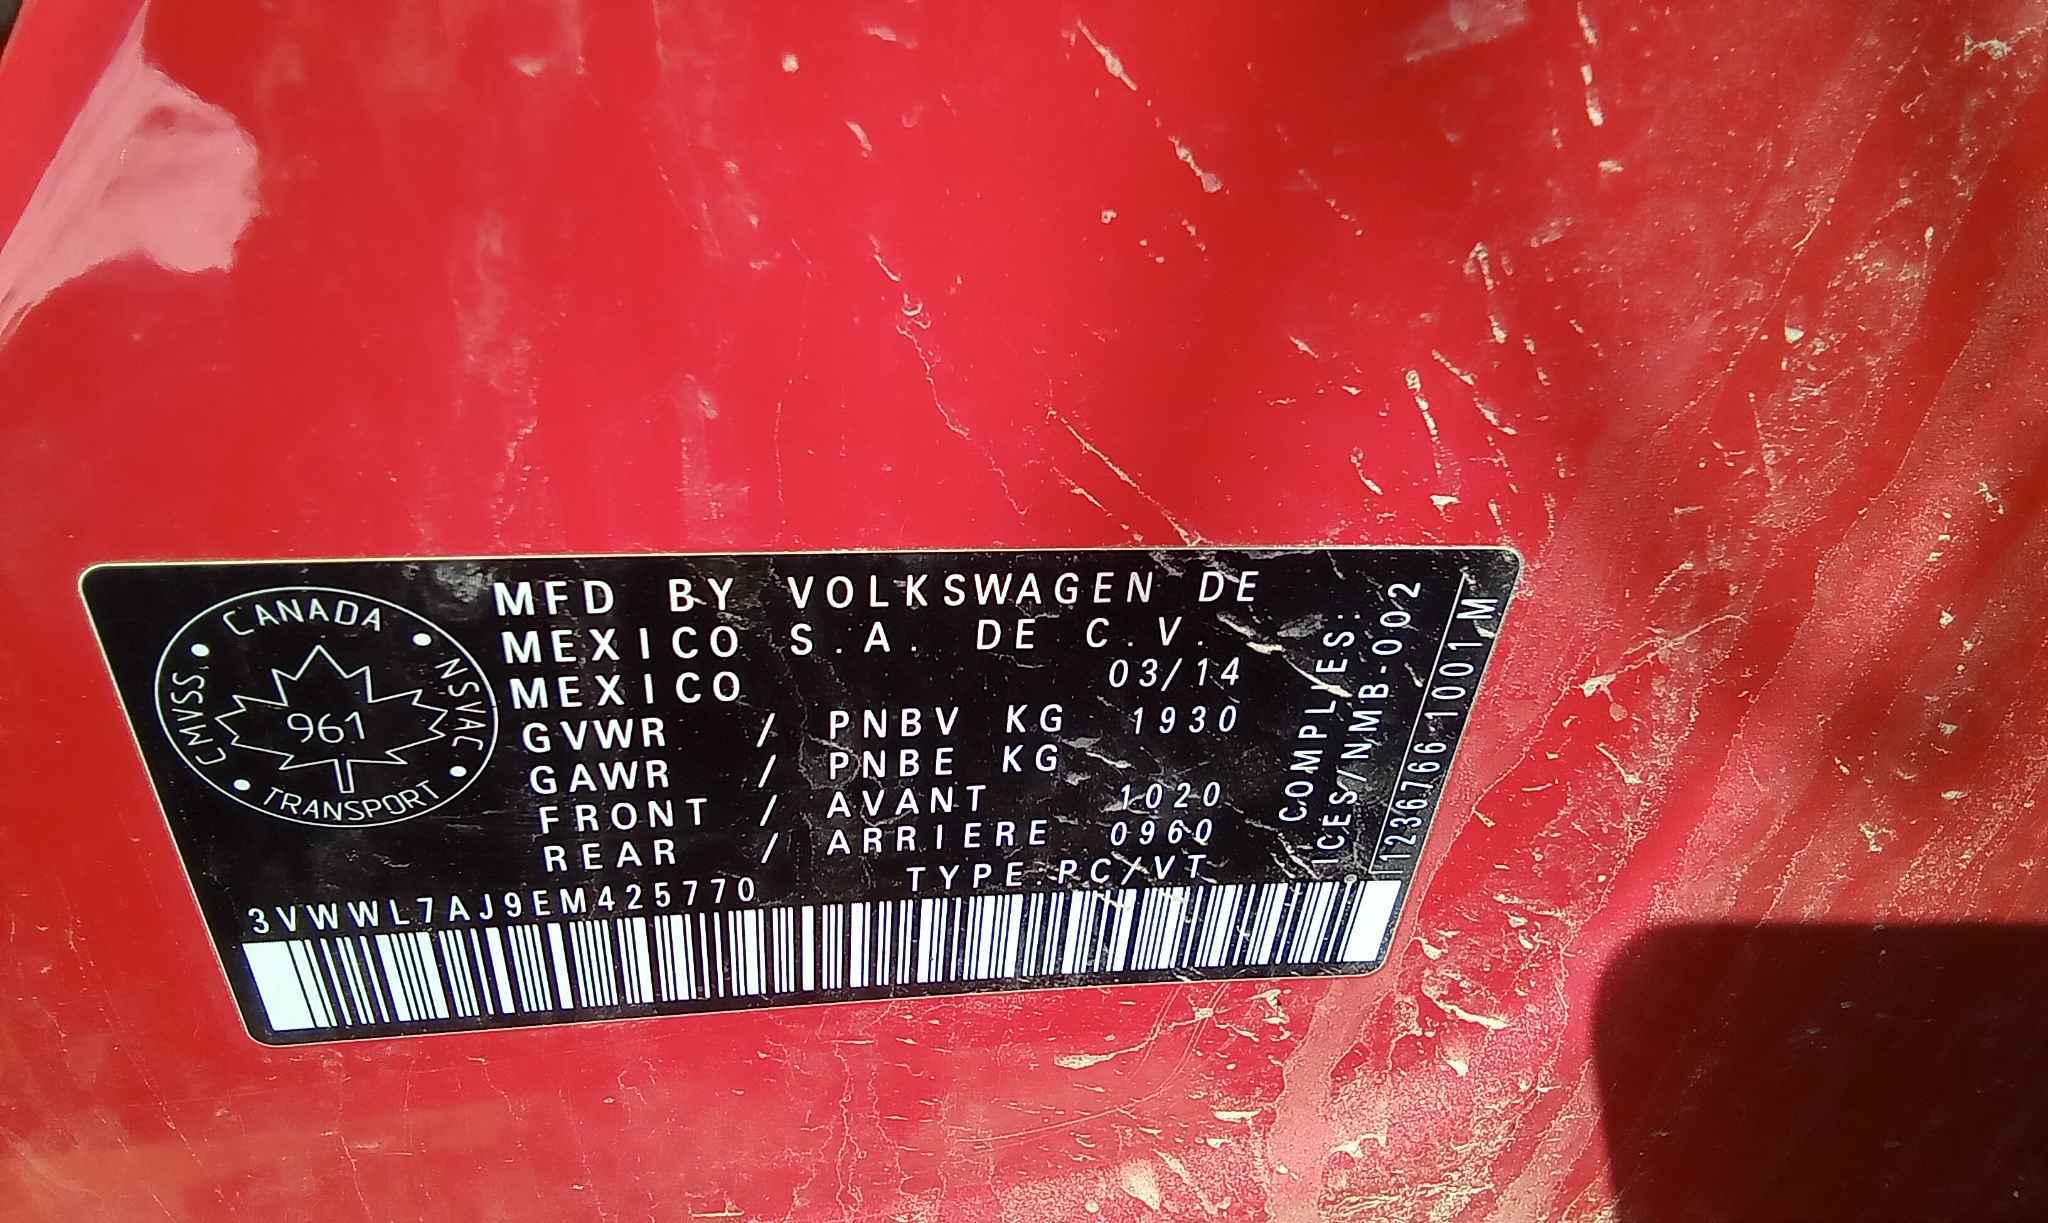 CANADA
CMVSS
NSVAC
961
TRANSPORT
MFD BY VOLKSWAGEN DE
MEXICO S.A. DE C.V.
MEXICO 03/14
GVWR / PNBV KG 1930
GAWR / PNBE KG
FRONT / AVANT 1020
REAR / ARRIERE 0960
3VWWL7AJ9EM425770 TYPE.PC/VT
COMPLIES:
ICES/NMB-002
1236766 1001 M